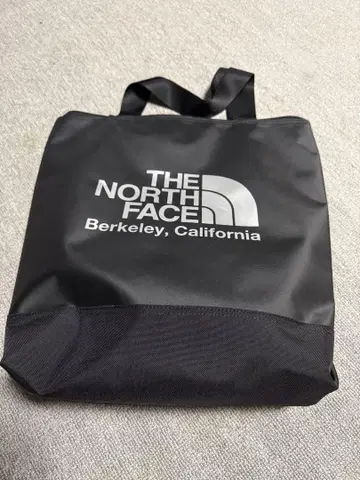 THE
NORTH
FACE
Berkeley, California